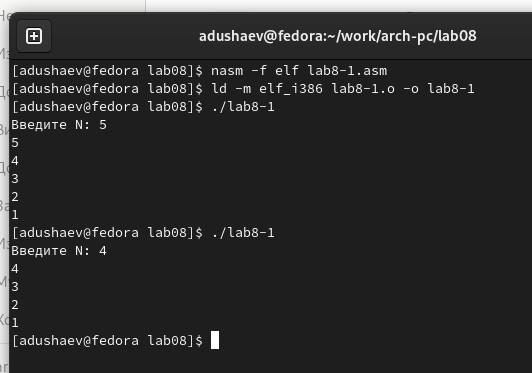 adushaev@fedora:~/work/arch-pc/lab08
[adushaev@fedora lab08]$ nasm -f elf lab8-1.asm
[adushaev@fedora lab08]$ ld -m elf_i386 lab8-1.o -o lab8-1
[adushaev@fedora lab08]$ ./lab8-1
Введите N: 5
5
4
3
2
1
[adushaev@fedora lab08]$ ./lab8-1
Введите N: 4
4
3
2
1
[adushaev@fedora lab08]$